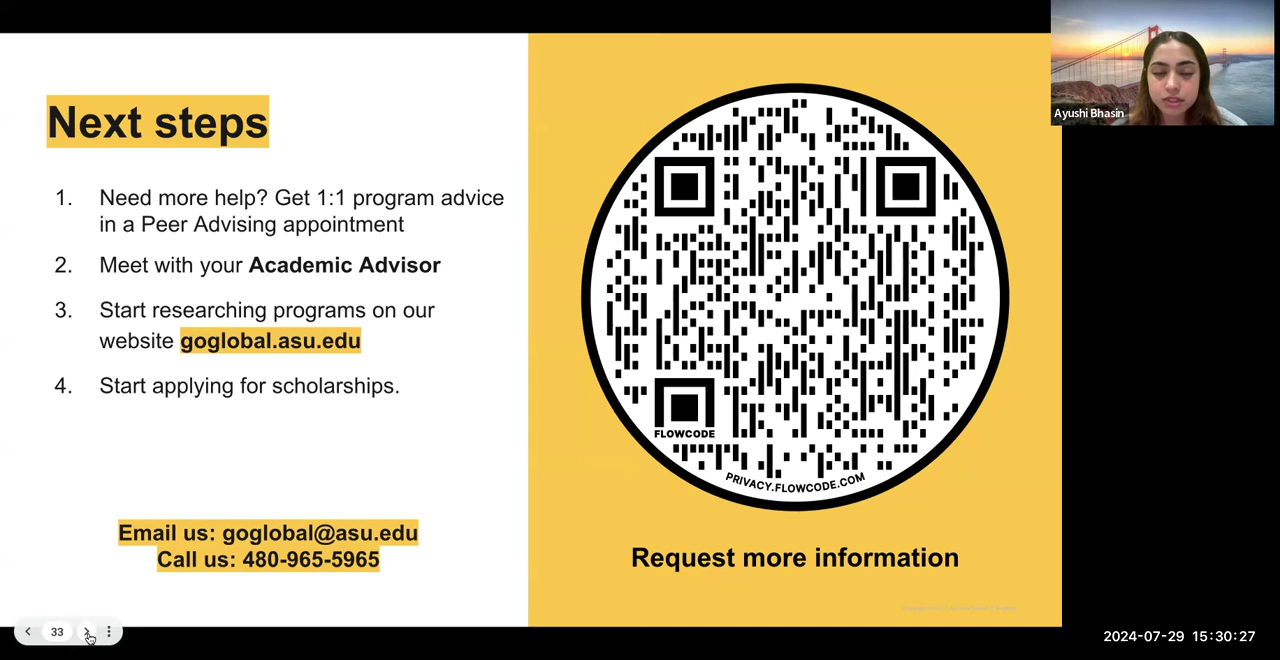 Next steps
1. Need more help? Get 1:1 program advice
in a Peer Advising appointment
2. Meet with your Academic Advisor
3. Start researching programs on our
website goglobal.asu.edu
4. Start applying for scholarships.
Email us: goglobal@asu.edu
Call us: 480-965-5965
FLOWCODE
PRIVACY.FLOWCODE.COM
Request more information
Ayushi Bhasin
33
2024-07-29 15:30:27